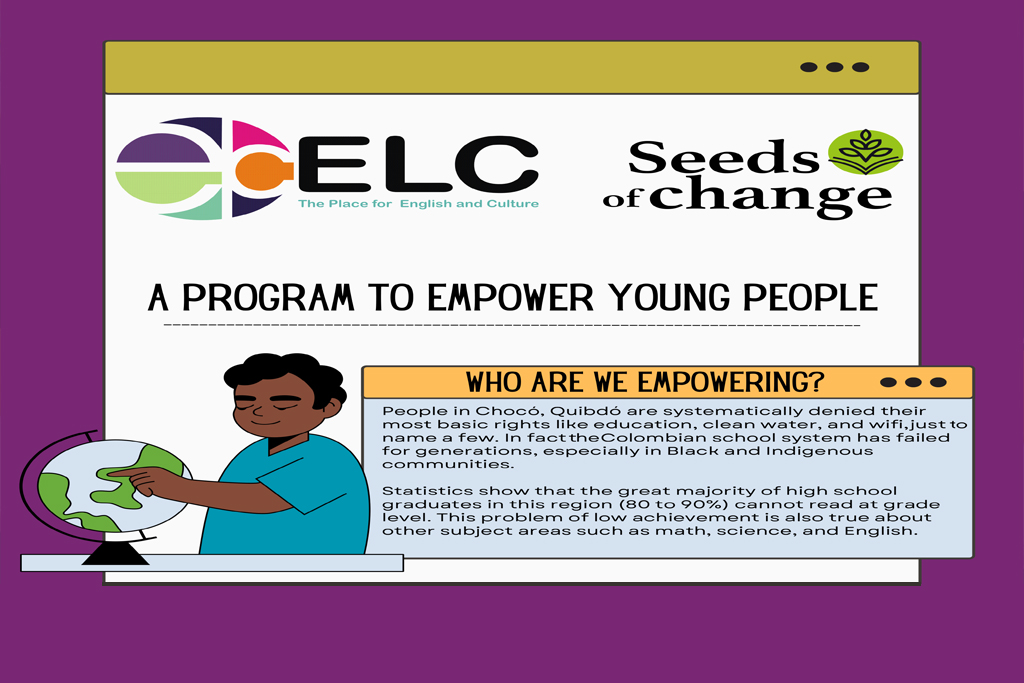 ELC
The Place for English and Culture
Seeds
of change
A PROGRAM TO EMPOWER YOUNG PEOPLE
WHO ARE WE EMPOWERING?
People in Chocó, Quibdó are systematically denied their
most basic rights like education, clean water, and wifi,just to
name a few. In facttheColombian school system has failed
for generations, especially in Black and Indigenous
communities.
Statistics show that the great majority of high school
graduates in this region (80 to 90%) cannot read at grade
level. This problem of low achievement is also true about
other subject areas such as math, science, and English.